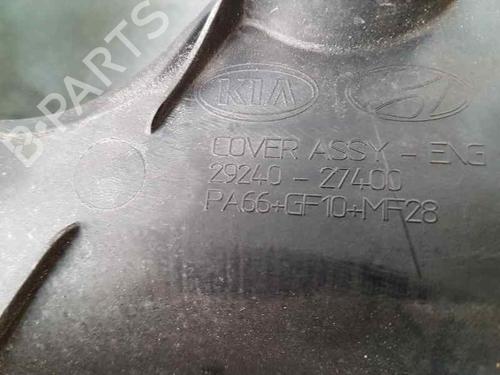 KIA
COVER ASSY - ENG
29240 - 27400
PA66+GF10+MF28
B-PARTS